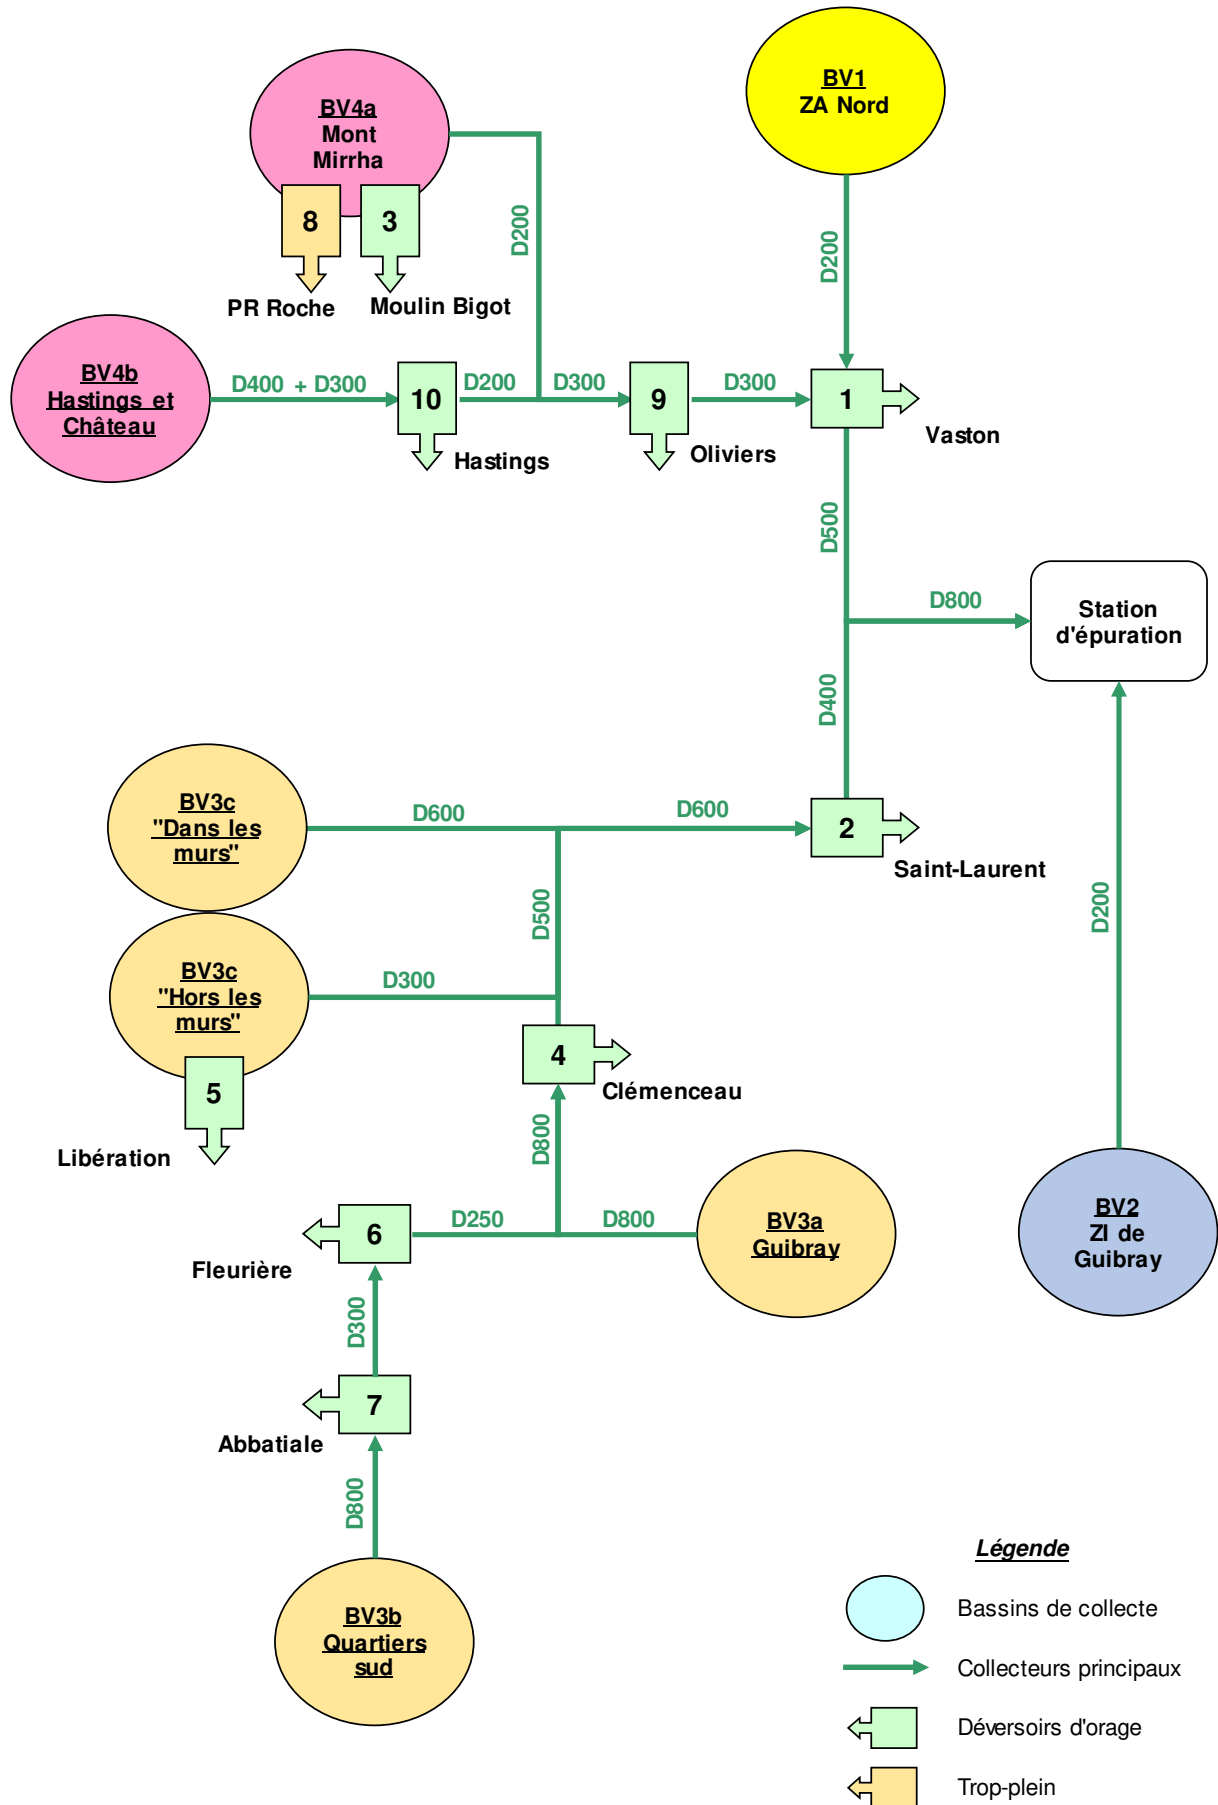 BV1
ZA Nord
BV4a
Mont
Mirrha
8
3
D200
D200
PR Roche
Moulin Bigot
BV4b
Hastings et
Château
D400 + D300
10
D200
D300
9
D300
1
Hastings
Oliviers
Vaston
D500
D800
Station
d'épuration
D400
BV3c
"Dans les
murs"
D600
D600
2
Saint-Laurent
D500
D200
BV3c
"Hors les
murs"
D300
4
Clémenceau
5
Libération
D800
6
D250
D800
BV3a
Guibray
BV2
ZI de
Guibray
Fleurière
D300
7
Abbatiale
D800
BV3b
Quartiers
sud
Légende
Bassins de collecte
Collecteurs principaux
Déversoirs d'orage
Trop-plein